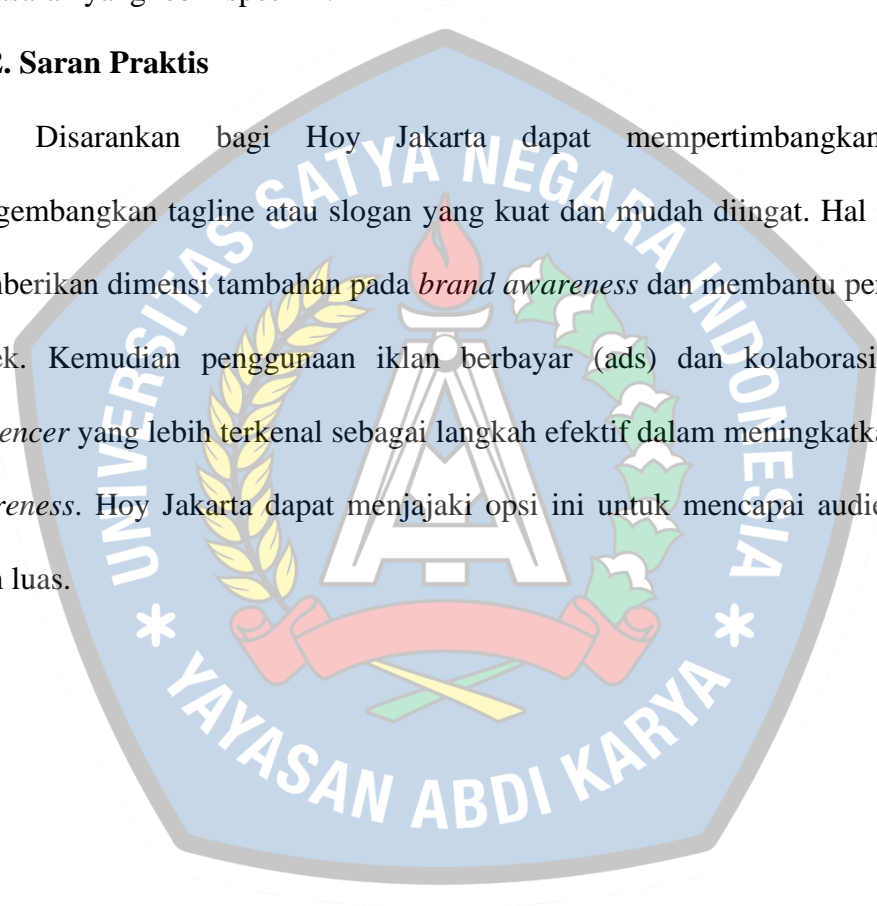 2. Saran Praktis
Disarankan bagi Hoy Jakarta dapat mempertimbangkan
gembangkan tagline atau slogan yang kuat dan mudah diingat. Hal
berikan dimensi tambahan pada brand awareness dan membantu
ek. Kemudian penggunaan iklan berbayar (ads) dan kolaborasi
encer yang lebih terkenal sebagai langkah efektif dalam meningkatka
reness. Hoy Jakarta dapat menjajaki opsi ini untuk mencapai audie
luas.
UNIVERSITAS SATYA NEGARA INDONESIA
YAYASAN ABDI KARYA